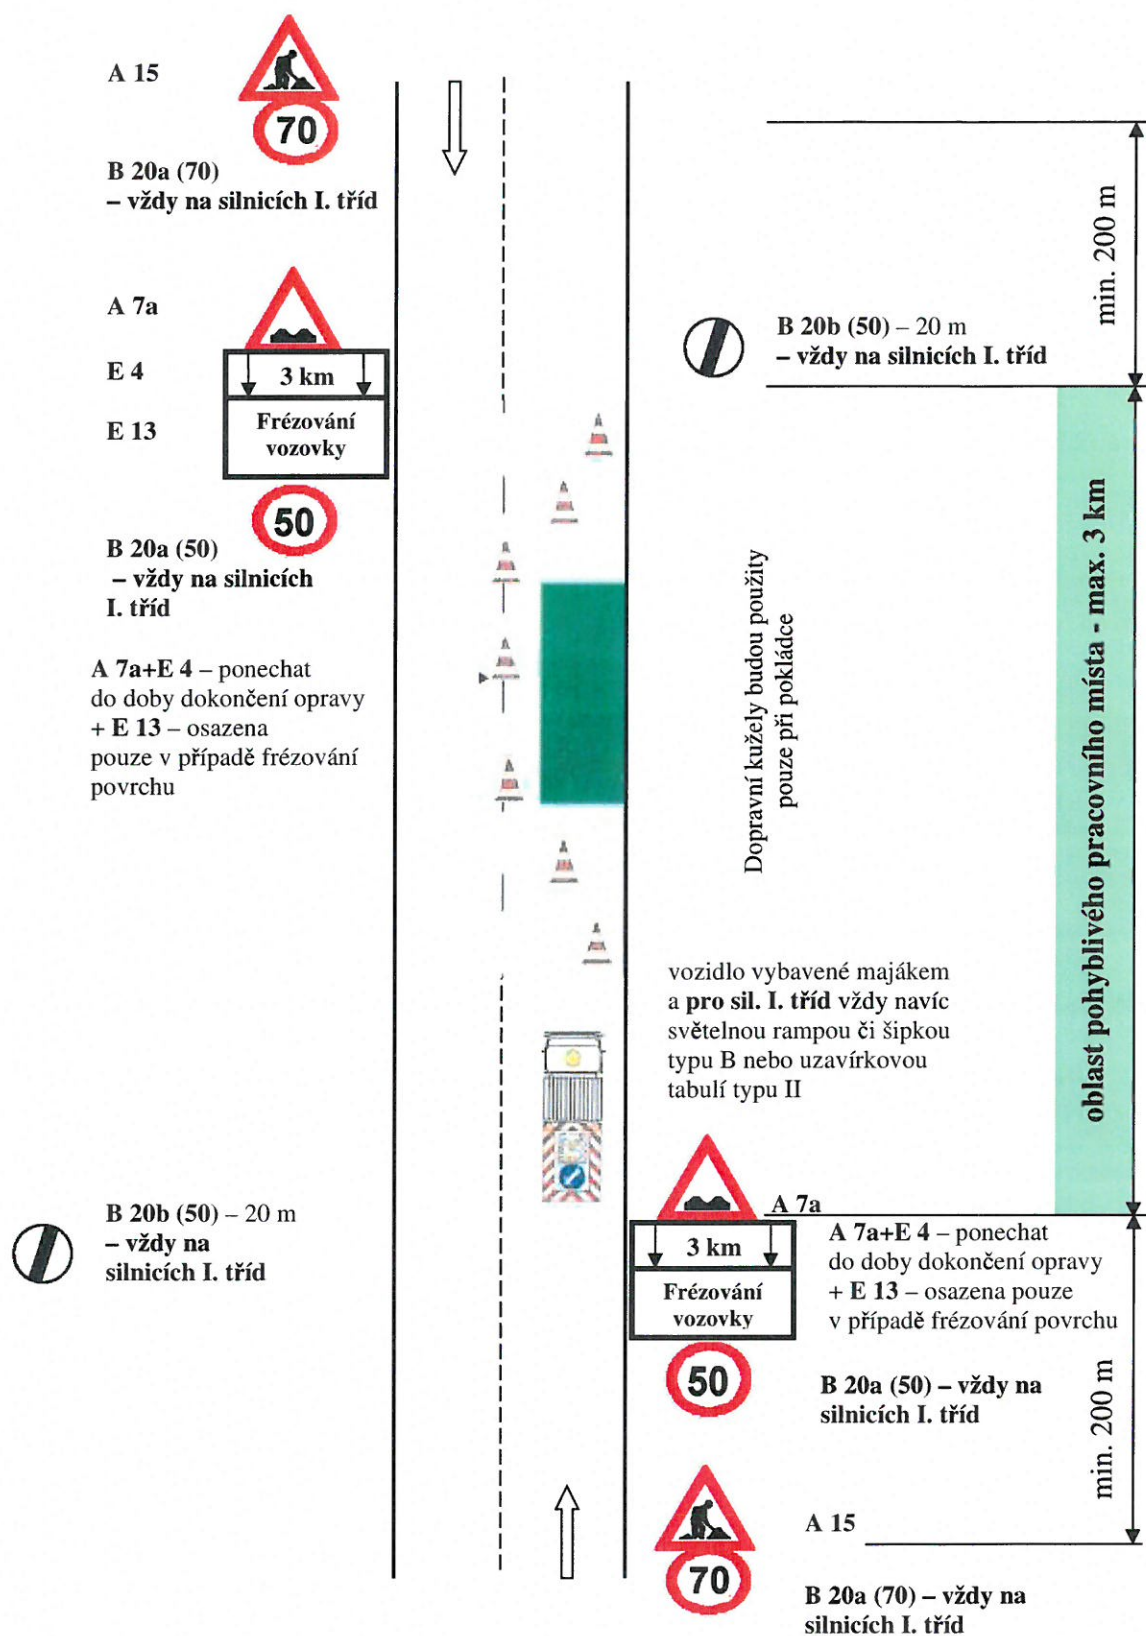 A 15
70
B 20a (70)
– vždy na silnicích I. tříd
A 7a
E 4
3 km
E 13
Frézování
vozovky
50
B 20a (50)
– vždy na silnicích
I. tříd
A 7a+E 4 – ponechat
do doby dokončení opravy
+ E 13 – osazena
pouze v případě frézování
povrchu
B 20b (50) – 20 m
– vždy na
silnicích I. tříd
min. 200 m
B 20b (50) – 20 m
– vždy na silnicích I. tříd
Dopravní kužely budou použity
pouze při pokládce
oblast pohyblivého pracovního místa - max. 3 km
vozidlo vybavené majákem
a pro sil. I. tříd vždy navíc
světelnou rampou či šipkou
typu B nebo uzavírkovou
tabulí typu II
A 7a
3 km
Frézování
vozovky
A 7a+E 4 – ponechat
do doby dokončení opravy
+ E 13 – osazena pouze
v případě frézování povrchu
50
B 20a (50) – vždy na
silnicích I. tříd
min. 200 m
A 15
70
B 20a (70) – vždy na
silnicích I. tříd